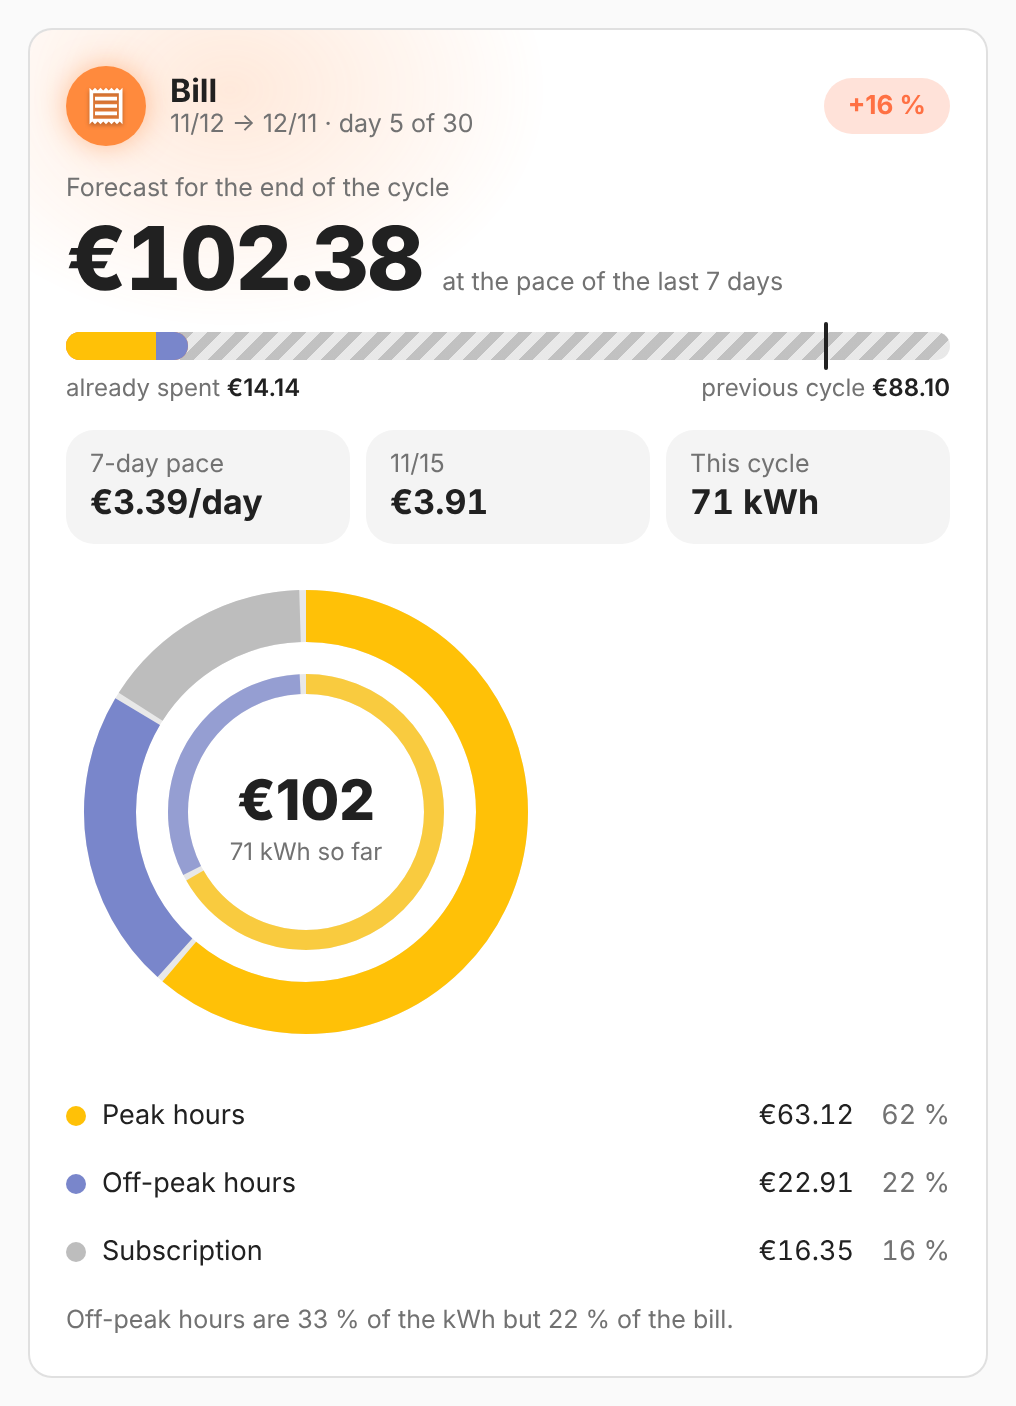 Bill
11/12 → 12/11 · day 5 of 30
+16 %
Forecast for the end of the cycle
€102.38 at the pace of the last 7 days
already spent €14.14
previous cycle €88.10
7-day pace
€3.39/day
11/15
€3.91
This cycle
71 kWh
€102
71 kWh so far
Peak hours €63.12 62 %
Off-peak hours €22.91 22 %
Subscription €16.35 16 %
Off-peak hours are 33 % of the kWh but 22 % of the bill.